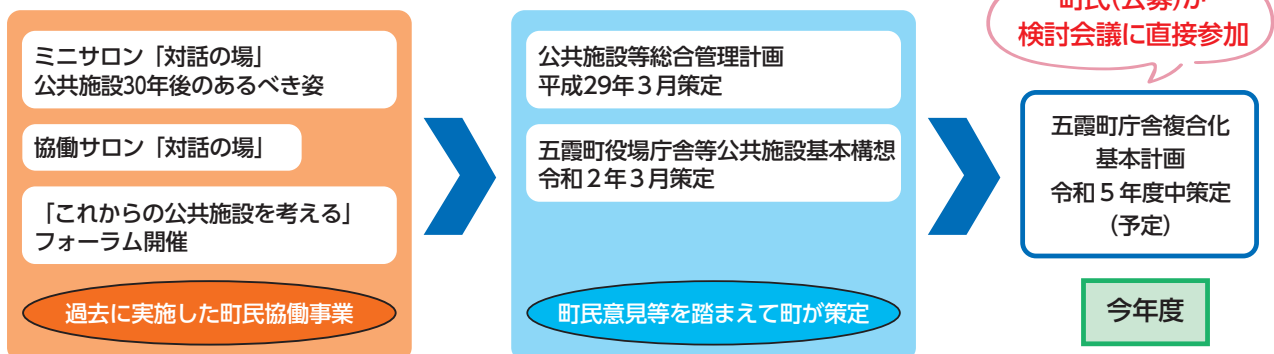 ミニサロン「対話の場」
公共施設30年後のあるべき姿
協働サロン「対話の場」
「これからの公共施設を考える」
フォーラム開催
過去に実施した町民協働事業
公共施設等総合管理計画
平成29年３月策定
五霞町役場庁舎等公共施設基本構想
令和２年３月策定
町民意見等を踏まえて町が策定
町民(公募)が
検討会議に直接参加
五霞町庁舎複合化
基本計画
令和５年度中策定
（予定）
今年度